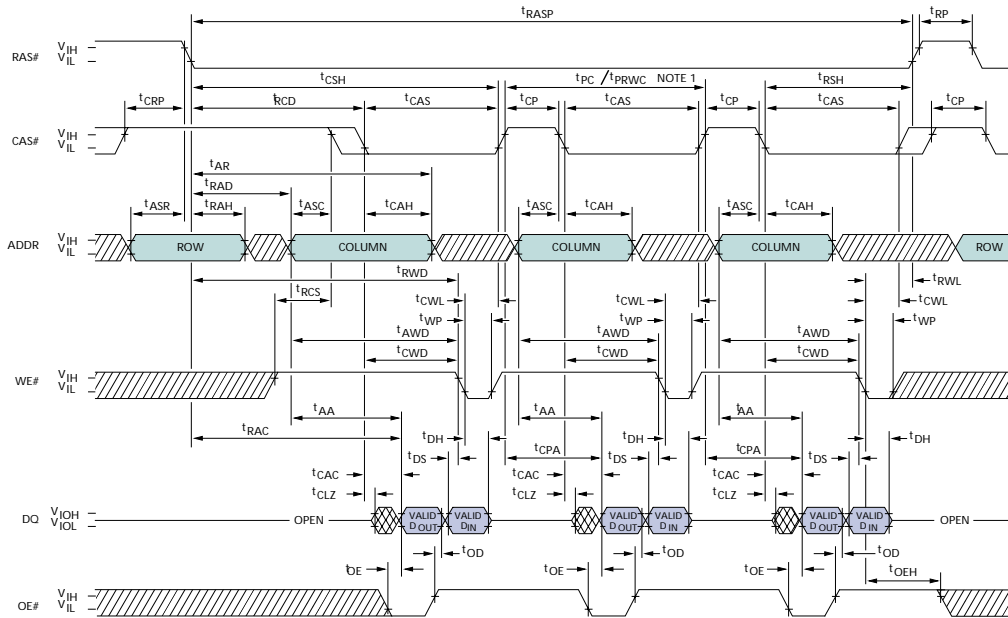 tRASP tRP
RAS# VIH
VIL
tCSH tPC /tPRWC NOTE 1 tRSH
tCRP tRCD tCAS tCP tCAS tCP tCAS tCP
CAS# VIH
VIL
tAR
tRAD
tASR tRAH tASC tCAH tASC tCAH tASC tCAH
ADDR VIH
VIL
ROW COLUMN COLUMN COLUMN ROW
tRWD tRWL
tRCS tCWL tCWL tCWL
tWP tWP tWP
tAWD tAWD tAWD
tCWD tCWD tCWD
WE# VIH
VIL
tAA tAA tAA
tRAC tDH tDH tDH
tDS tCPA tDS tCPA tDS
tCAC tCAC tCAC
tCLZ tCLZ tCLZ
DQ VIOH
VIOL
OPEN VALID DOUT VALID DIN VALID DOUT VALID DIN VALID DOUT VALID DIN OPEN
tOD tOD tOD
tOE tOE tOE tOEH
OE# VIH
VIL